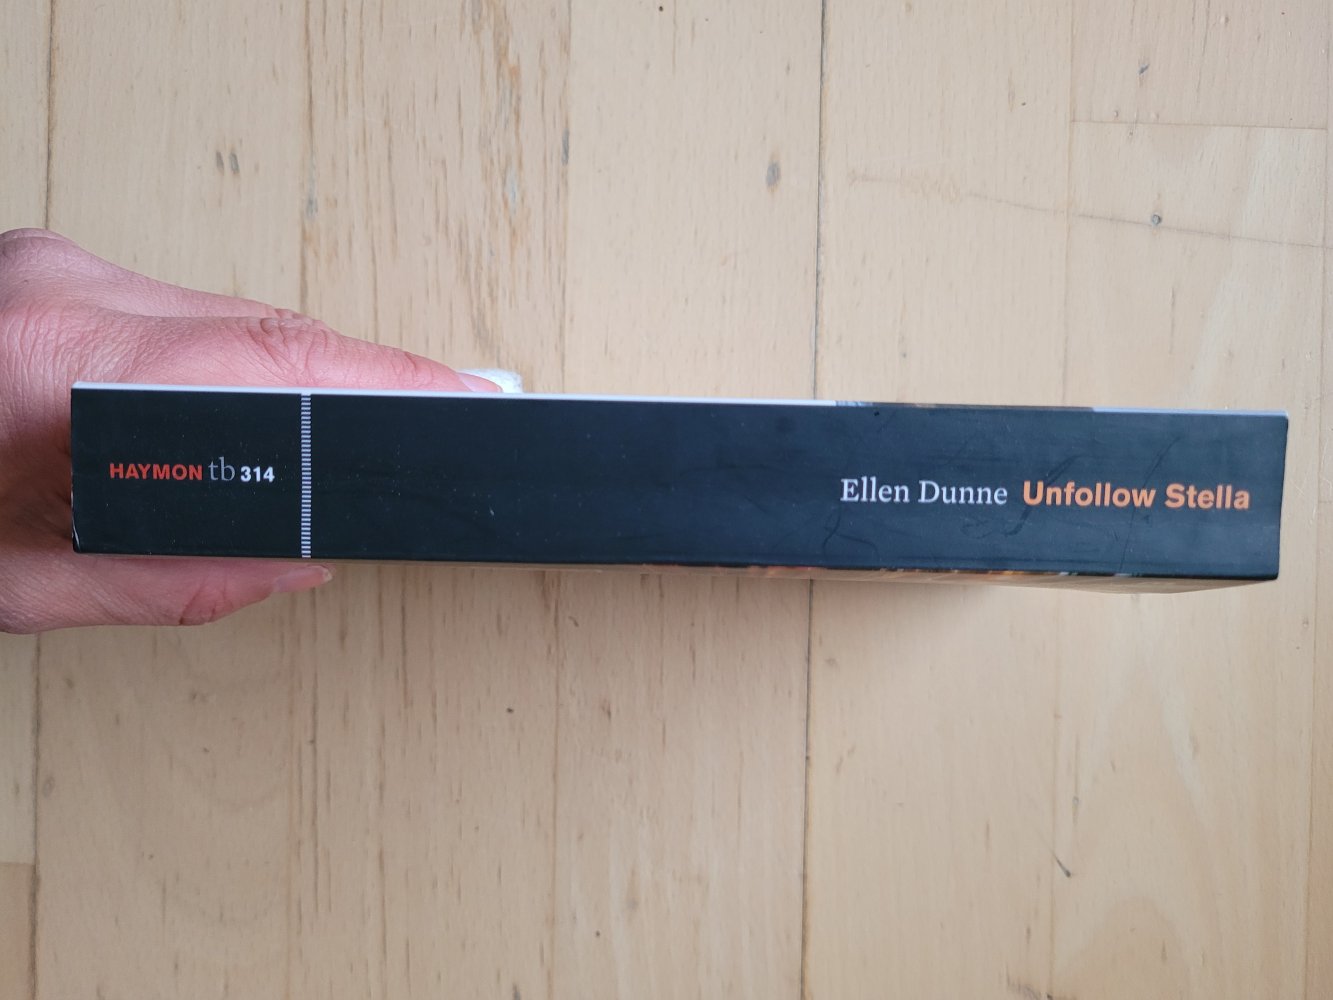 HAYMON tb 314
Ellen Dunne Unfollow Stella